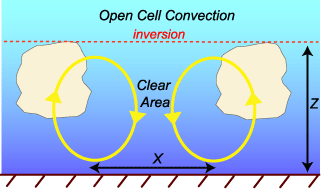 Open Cell Convection
inversion
Clear
Area
Z
X